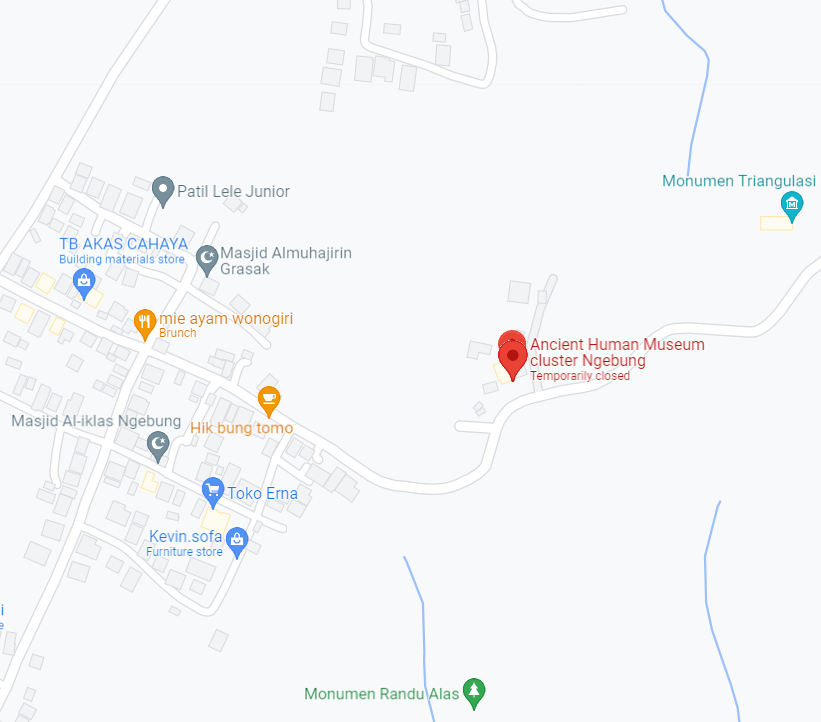 Monumen Triangulasi
Patil Lele Junior
TB AKAS CAHAYA
Building materials store
Masjid Almuhajirin
Grasak
mie ayam wonogiri
Brunch
Ancient Human Museum
cluster Ngebung
Temporarily closed
Masjid Al-iklas Ngebung
Hik bung tomo
Toko Erna
Kevin.sofa
Furniture store
i
e
Monumen Randu Alas